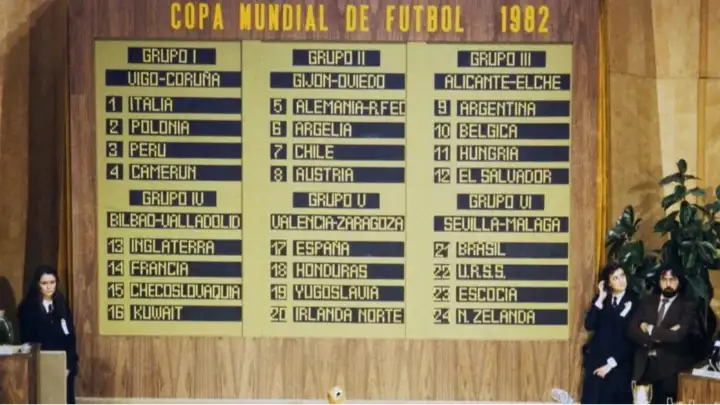 COPA MUNDIAL DE FUTBOL 1982
GRUPO I
VIGO-CORUÑA
1 ITALIA
2 POLONIA
3 PERU
4 CAMERUN
GRUPO II
GIJON-OVIEDO
5 ALEMANIA-R.FED
6 ARGELIA
7 CHILE
8 AUSTRIA
GRUPO III
ALICANTE-ELCHE
9 ARGENTINA
10 BELGICA
11 HUNGRIA
12 EL SALVADOR
GRUPO IV
BILBAO-VALLADOLID
13 INGLATERRA
14 FRANCIA
15 CHECOSLOVAQUIA
16 KUWAIT
GRUPO V
VALENCIA-ZARAGOZA
17 ESPAÑA
18 HONDURAS
19 YUGOSLAVIA
20 IRLANDA NORTE
GRUPO VI
SEVILLA-MALAGA
21 BRASIL
22 U.R.S.S.
23 ESCOCIA
24 N. ZELANDA